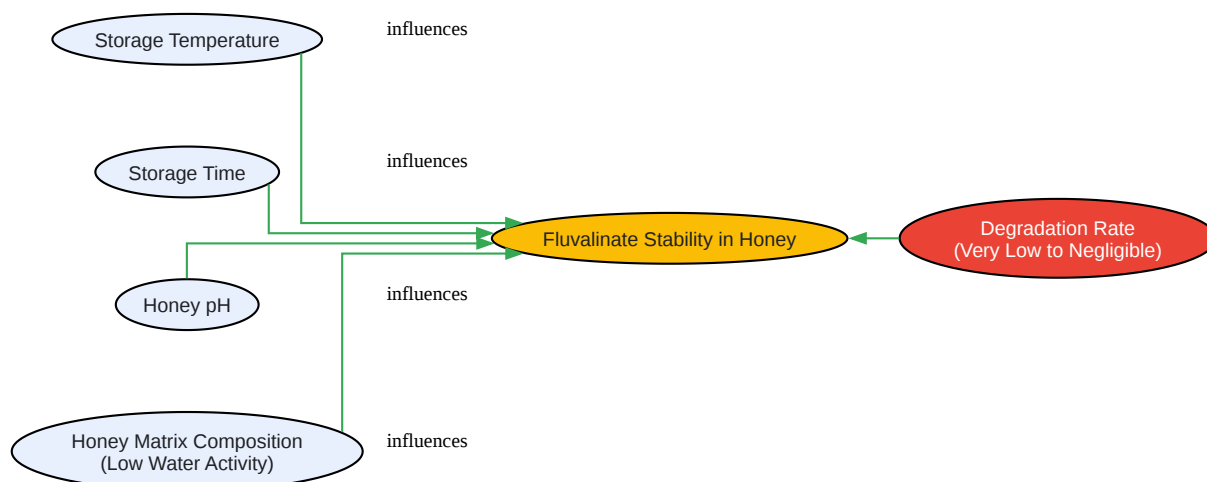 Storage Temperature
influences
influences
Storage Time
Fluvalinate Stability in Honey
Degradation Rate
(Very Low to Negligible)
Honey pH
influences
Honey Matrix Composition
(Low Water Activity)
influences